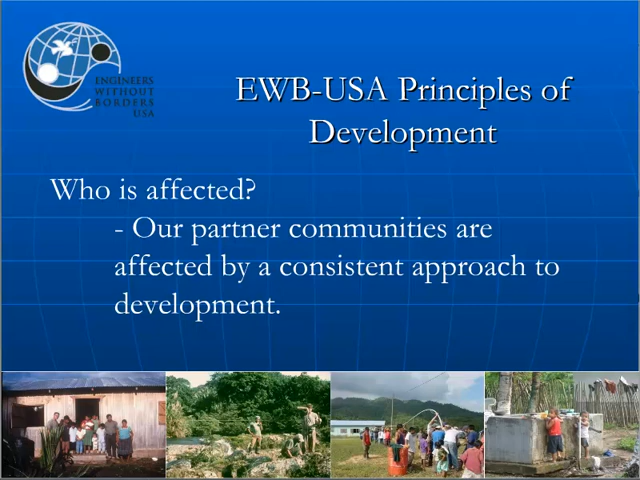 ENGINEERS
WITHOUT
BORDERS
USA
EWB-USA Principles of
Development
Who is affected?
- Our partner communities are
affected by a consistent approach to
development.